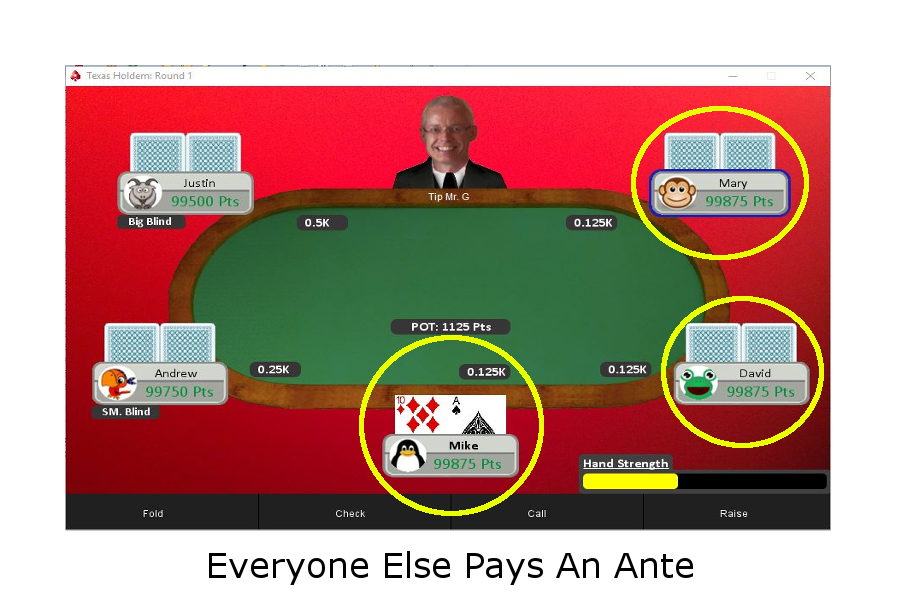 Texas Holdem: Round 1
Justin
99500 Pts
Big Blind
Mary
99875 Pts
Tip Mr. G
0.5K
0.125K
POT: 1125 Pts
Andrew
99750 Pts
SM. Blind
0.25K
0.125K
0.125K
David
99875 Pts
10
A
Mike
99875 Pts
Hand Strength
Fold
Check
Call
Raise
Everyone Else Pays An Ante